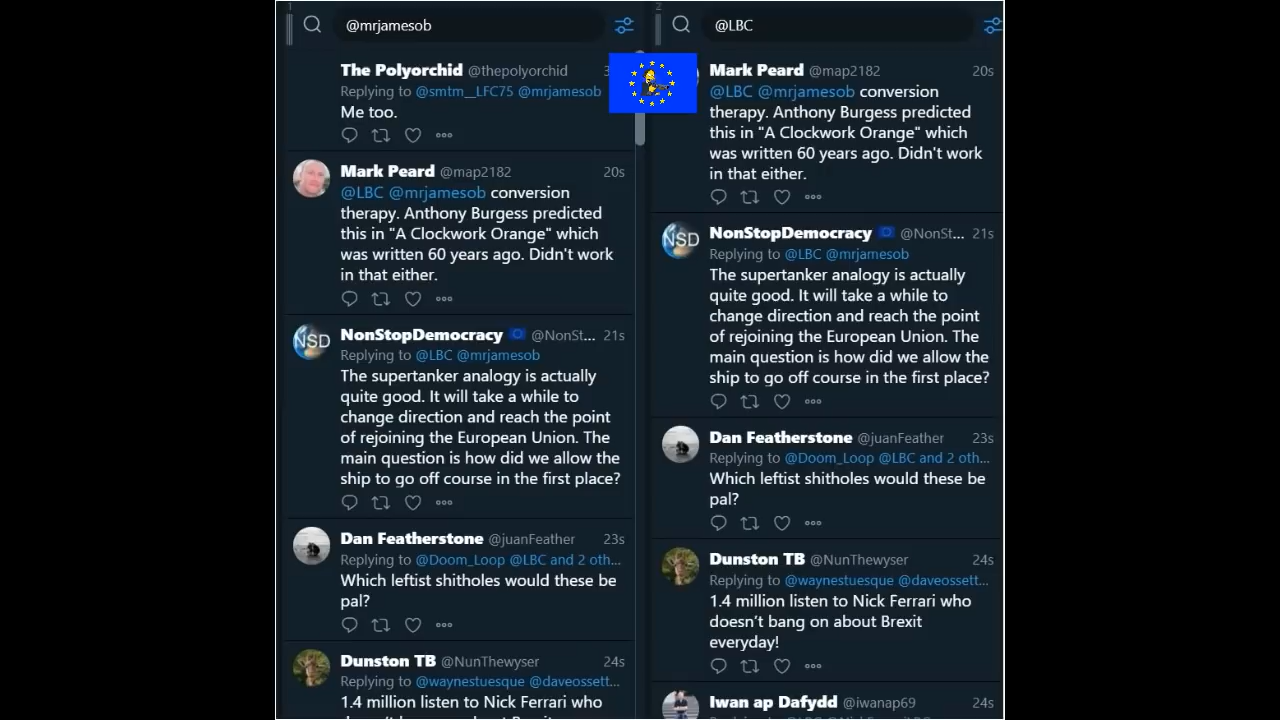 1
@mrjamesob
The Polyorchid @thepolyorchid
Replying to @smtm__LFC75 @mrjamesob
Me too.
Mark Peard @map2182 20s
@LBC @mrjamesob conversion
therapy. Anthony Burgess predicted
this in "A Clockwork Orange" which
was written 60 years ago. Didn't work
in that either.
NSD
NonStopDemocracy @NonSt... 21s
Replying to @LBC @mrjamesob
The supertanker analogy is actually
quite good. It will take a while to
change direction and reach the point
of rejoining the European Union. The
main question is how did we allow the
ship to go off course in the first place?
Dan Featherstone @juanFeather 23s
Replying to @Doom_Loop @LBC and 2 oth...
Which leftist shitholes would these be
pal?
Dunston TB @NunThewyser 24s
Replying to @waynestuesque @daveossett...
1.4 million listen to Nick Ferrari who
2
@LBC
Mark Peard @map2182 20s
@LBC @mrjamesob conversion
therapy. Anthony Burgess predicted
this in "A Clockwork Orange" which
was written 60 years ago. Didn't work
in that either.
NSD
NonStopDemocracy @NonSt... 21s
Replying to @LBC @mrjamesob
The supertanker analogy is actually
quite good. It will take a while to
change direction and reach the point
of rejoining the European Union. The
main question is how did we allow the
ship to go off course in the first place?
Dan Featherstone @juanFeather 23s
Replying to @Doom_Loop @LBC and 2 oth...
Which leftist shitholes would these be
pal?
Dunston TB @NunThewyser 24s
Replying to @waynestuesque @daveossett...
1.4 million listen to Nick Ferrari who
doesn't bang on about Brexit
everyday!
Iwan ap Dafydd @iwanap69 24s